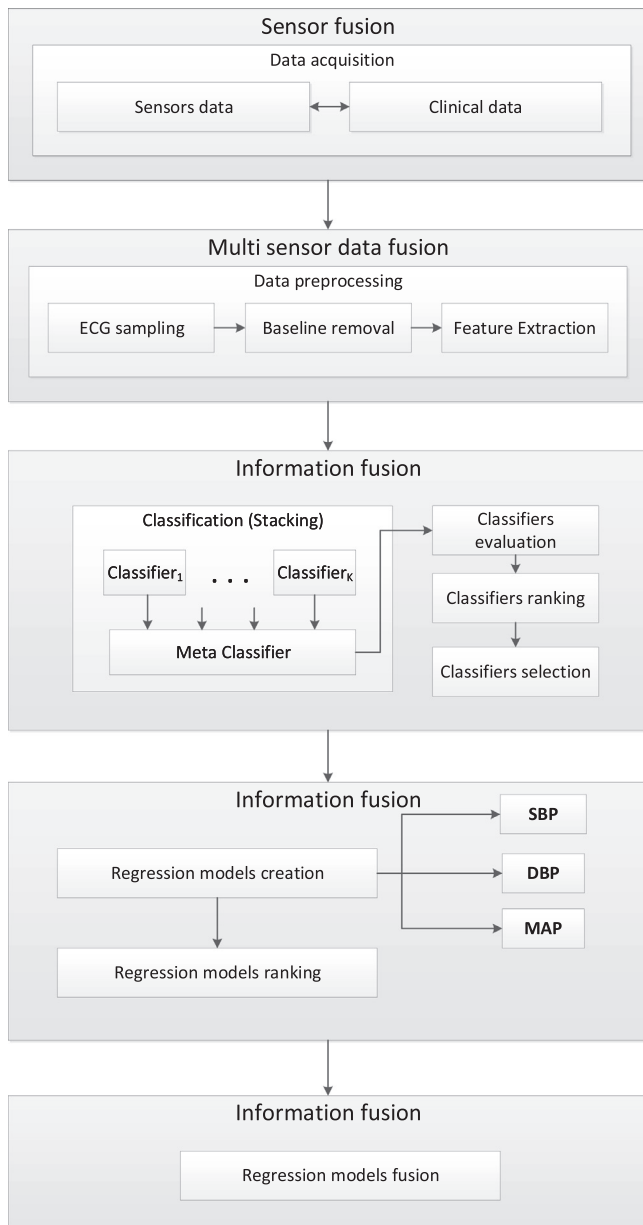 Sensor fusion
Data acquisition
Sensors data
Clinical data
Multi sensor data fusion
Data preprocessing
ECG sampling
Baseline removal
Feature Extraction
Information fusion
Classification (Stacking)
Classifier1
. . .
ClassifierK
Meta Classifier
Classifiers
evaluation
Classifiers ranking
Classifiers selection
Information fusion
Regression models creation
SBP
DBP
MAP
Regression models ranking
Information fusion
Regression models fusion